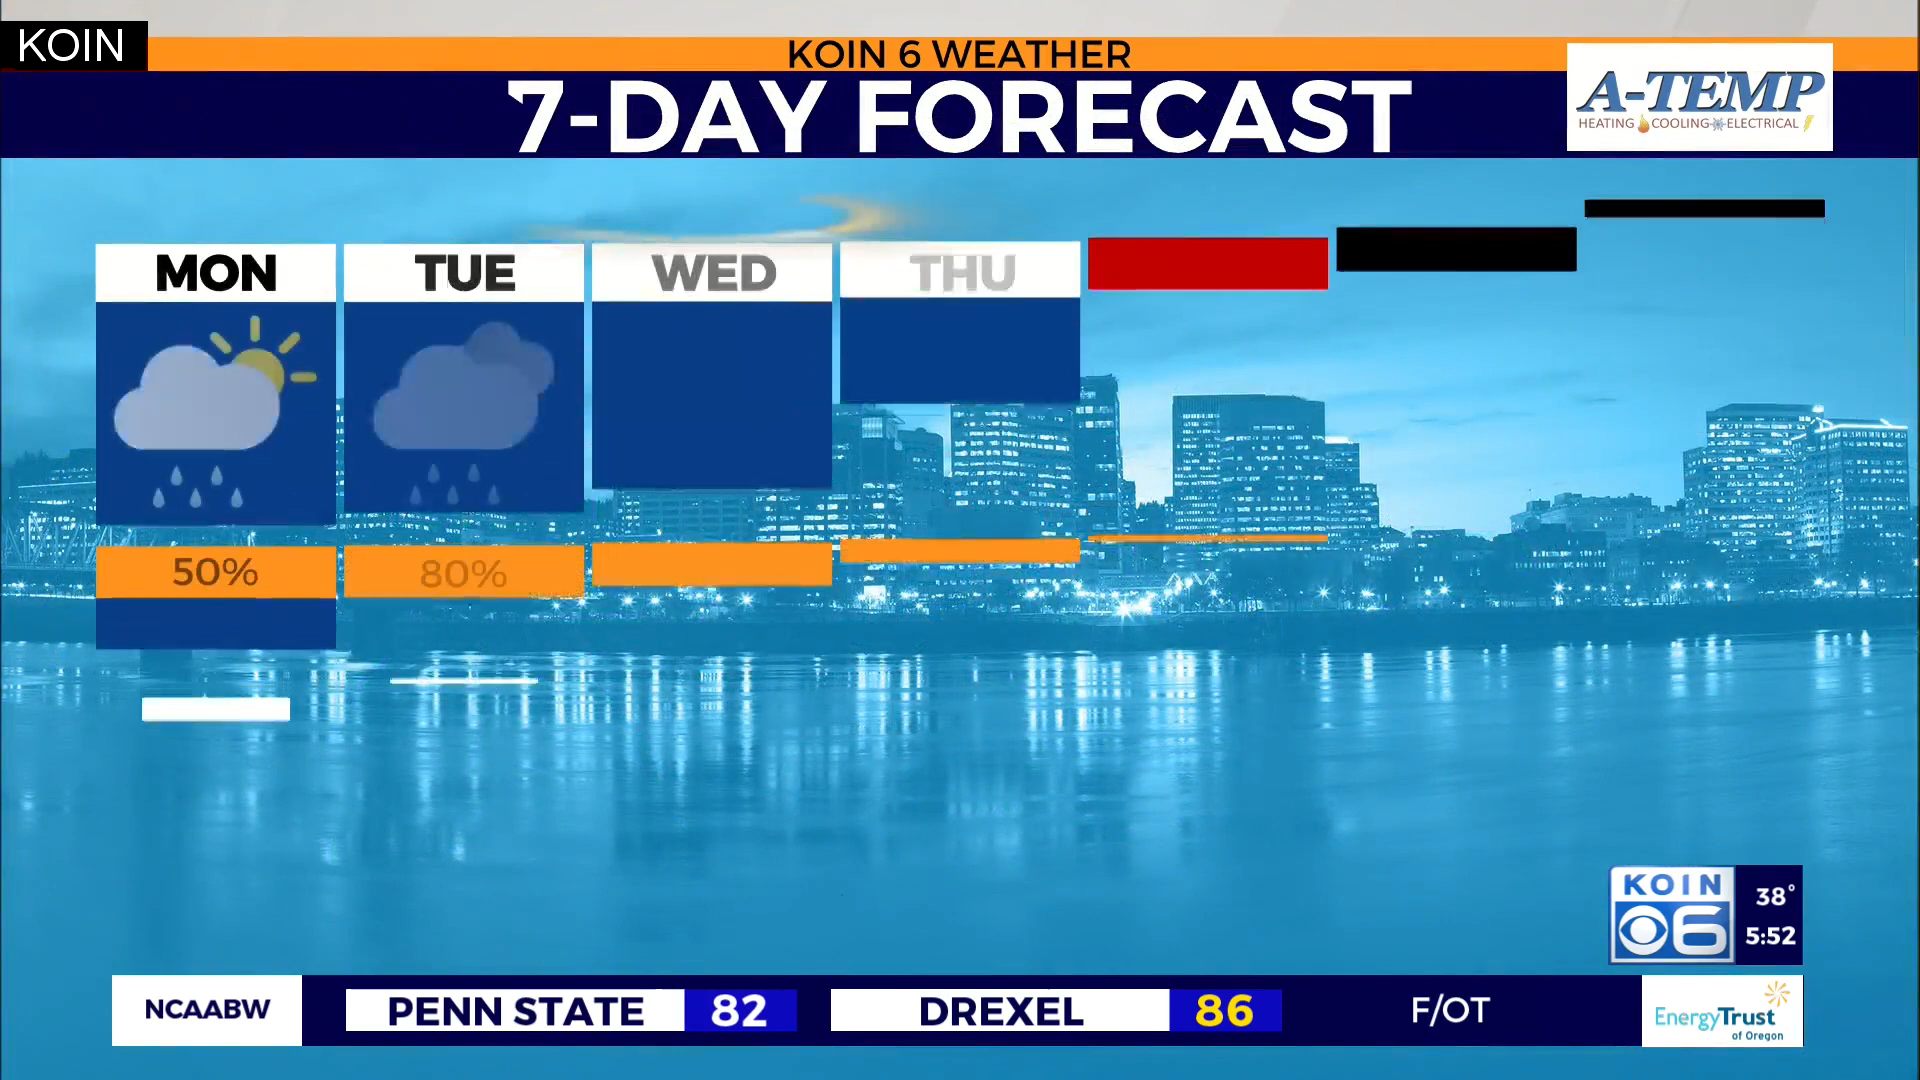 KOIN
KOIN 6 WEATHER
7-DAY FORECAST
A-TEMP
HEATING COOLING ELECTRICAL
MON
TUE
WED
THU
50%
80%
KOIN
6
38°
5:52
NCAABW
PENN STATE
82
DREXEL
86
F/OT
EnergyTrust
of Oregon